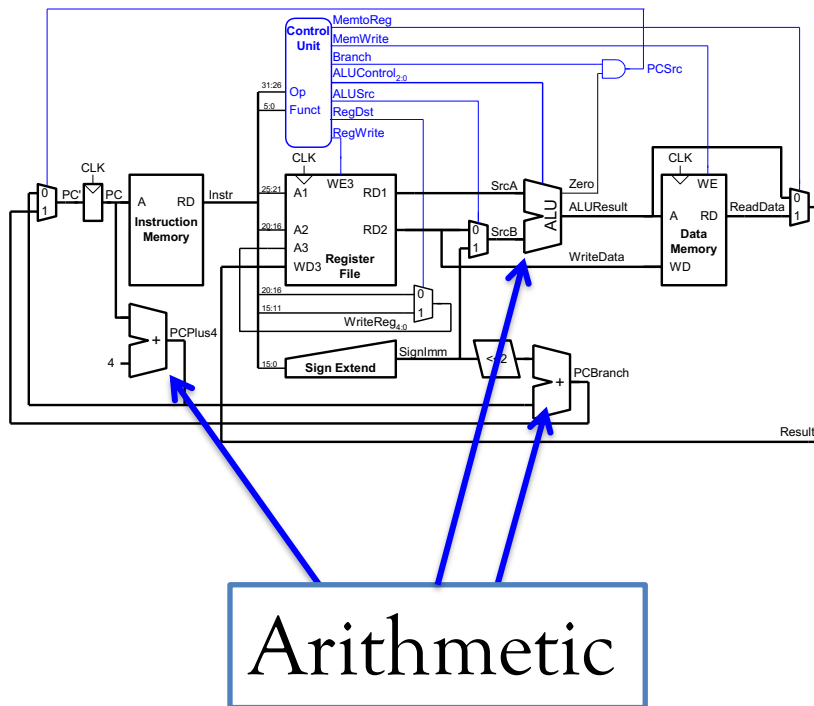 MemtoReg
Control
Unit
MemWrite
Branch
PCSrc
ALUControl2:0
31:26
Op
ALUSrc
5:0
Funct
RegDst
RegWrite
CLK
CLK
CLK
0
1
PC'
PC
A
RD
Instr
Instruction
Memory
25:21
A1
WE3
RD1
SrcA
Zero
ALU
ALUResult
WE
A
RD
ReadData
0
1
20:16
A2
RD2
0
1
SrcB
A3
Register
File
Data
Memory
WD3
WriteData
WD
20:16
0
15:11
1
WriteReg4:0
PCPlus4
+
4
15:0
Sign Extend
SignImm
<<2
+
PCBranch
Result
Arithmetic